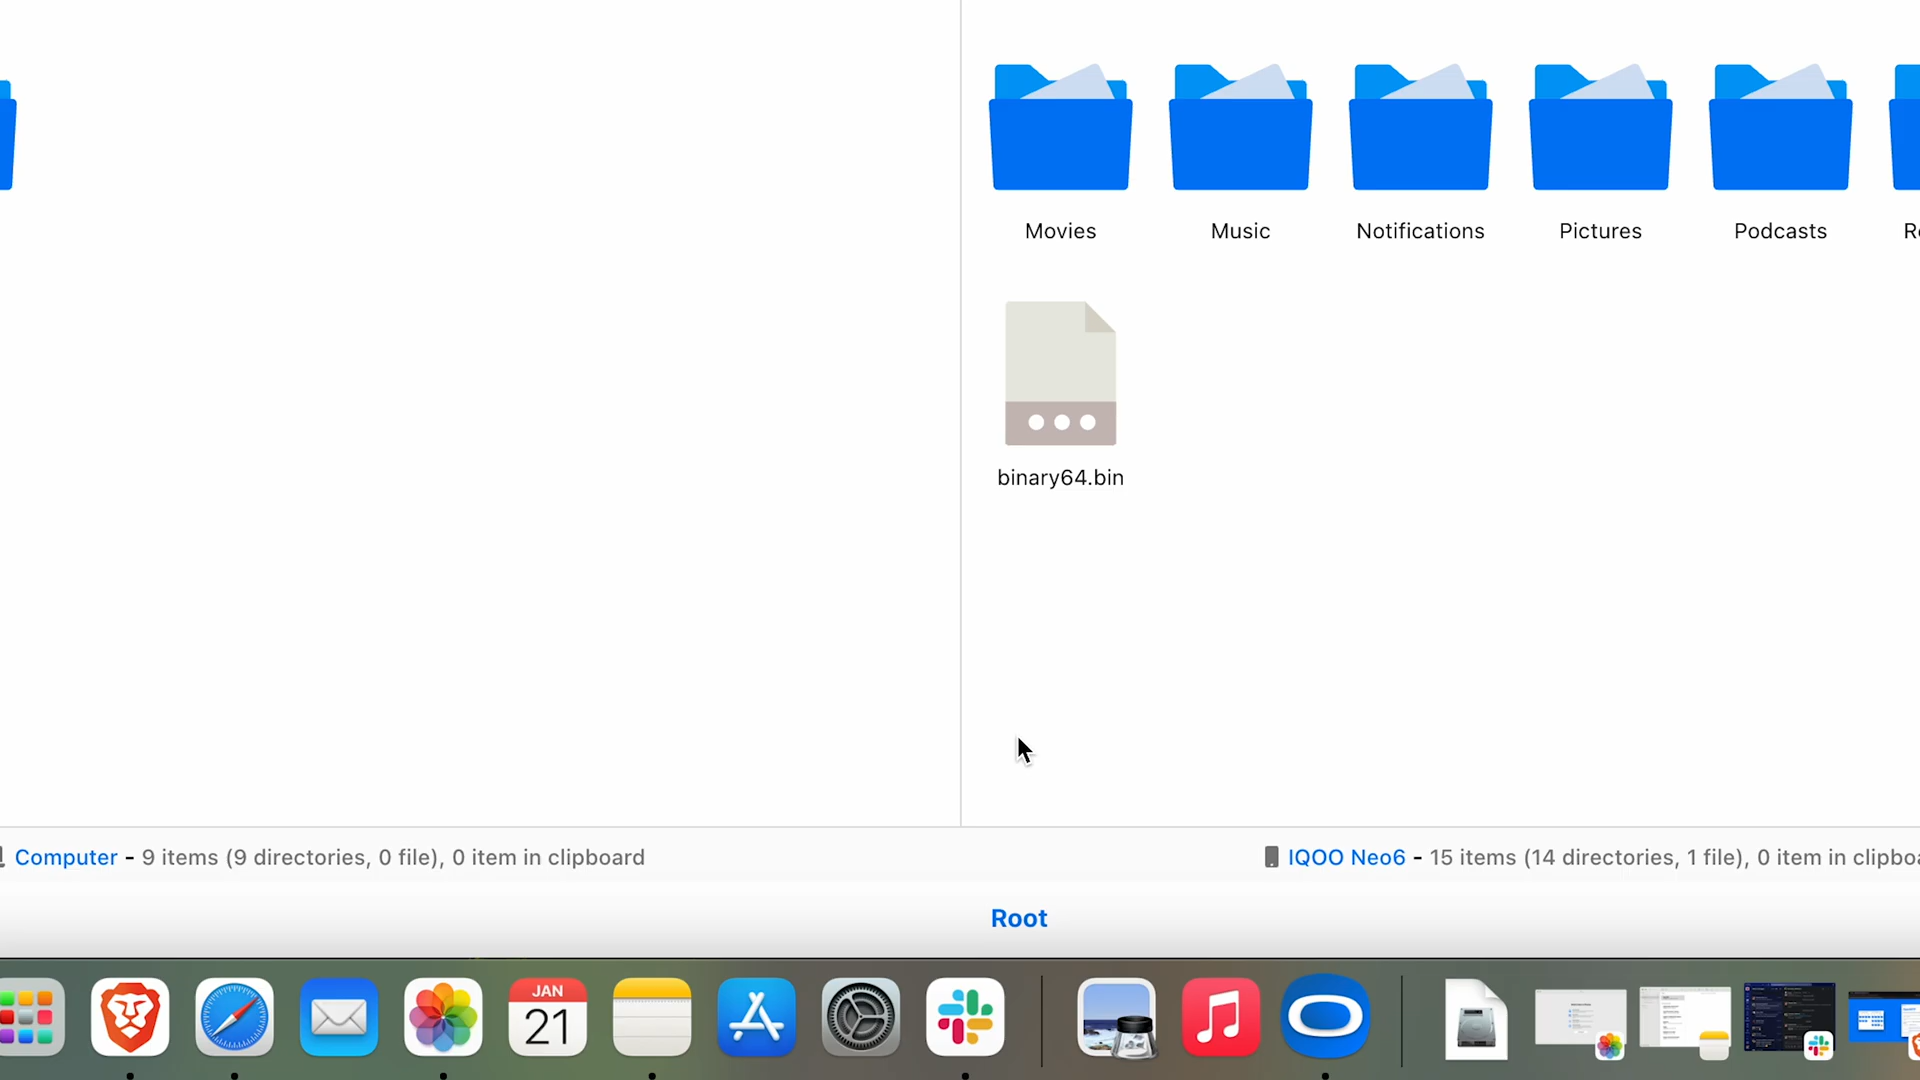 Movies Music Notifications Pictures Podcasts
binary64.bin
Computer - 9 items (9 directories, 0 file), 0 item in clipboard
IQOO Neo6 - 15 items (14 directories, 1 file), 0 item in
Root
JAN
21